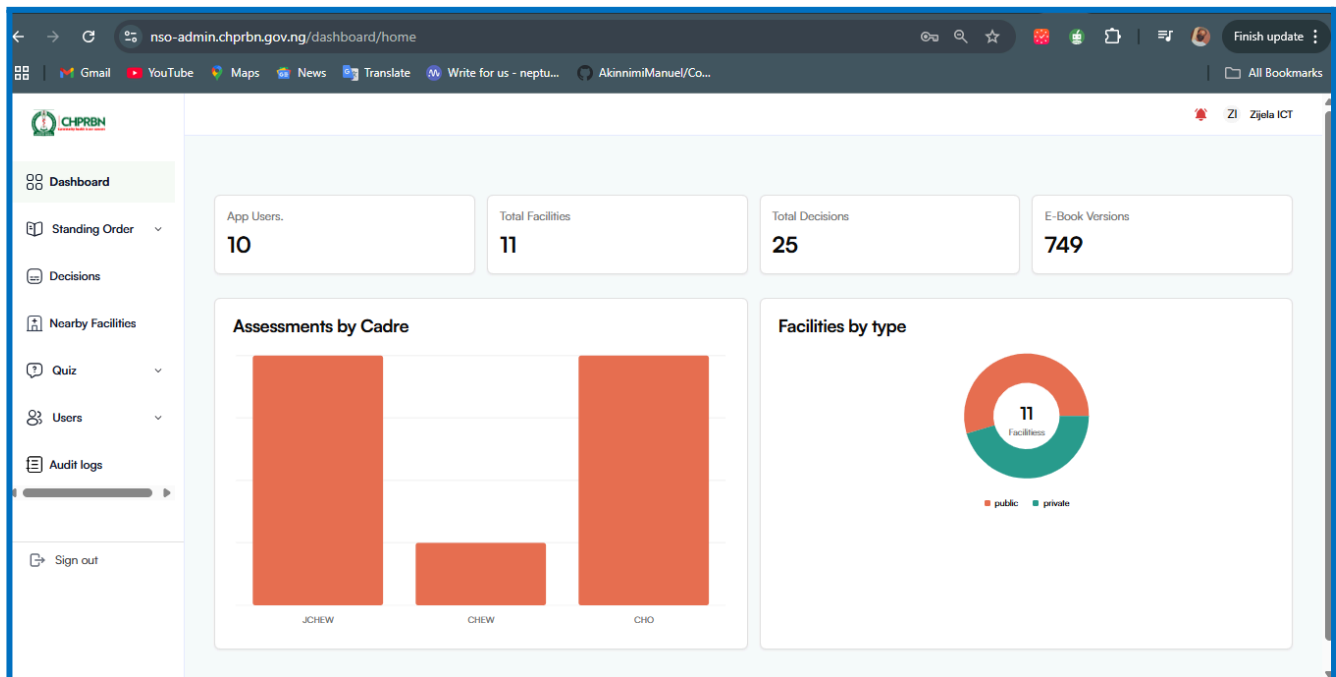 nso-admin.chprbn.gov.ng/dashboard/home
Finish update
Gmail YouTube Maps News Translate Write for us - neptu... AkinnimiManuel/Co... All Bookmarks
CHPRBN
ZI Zijela ICT
Dashboard
Standing Order
Decisions
Nearby Facilities
Quiz
Users
Audit logs
Sign out
App Users.
10
Total Facilities
11
Total Decisions
25
E-Book Versions
749
Assessments by Cadre
JCHEW CHEW CHO
Facilities by type
11
Facilitiess
public private